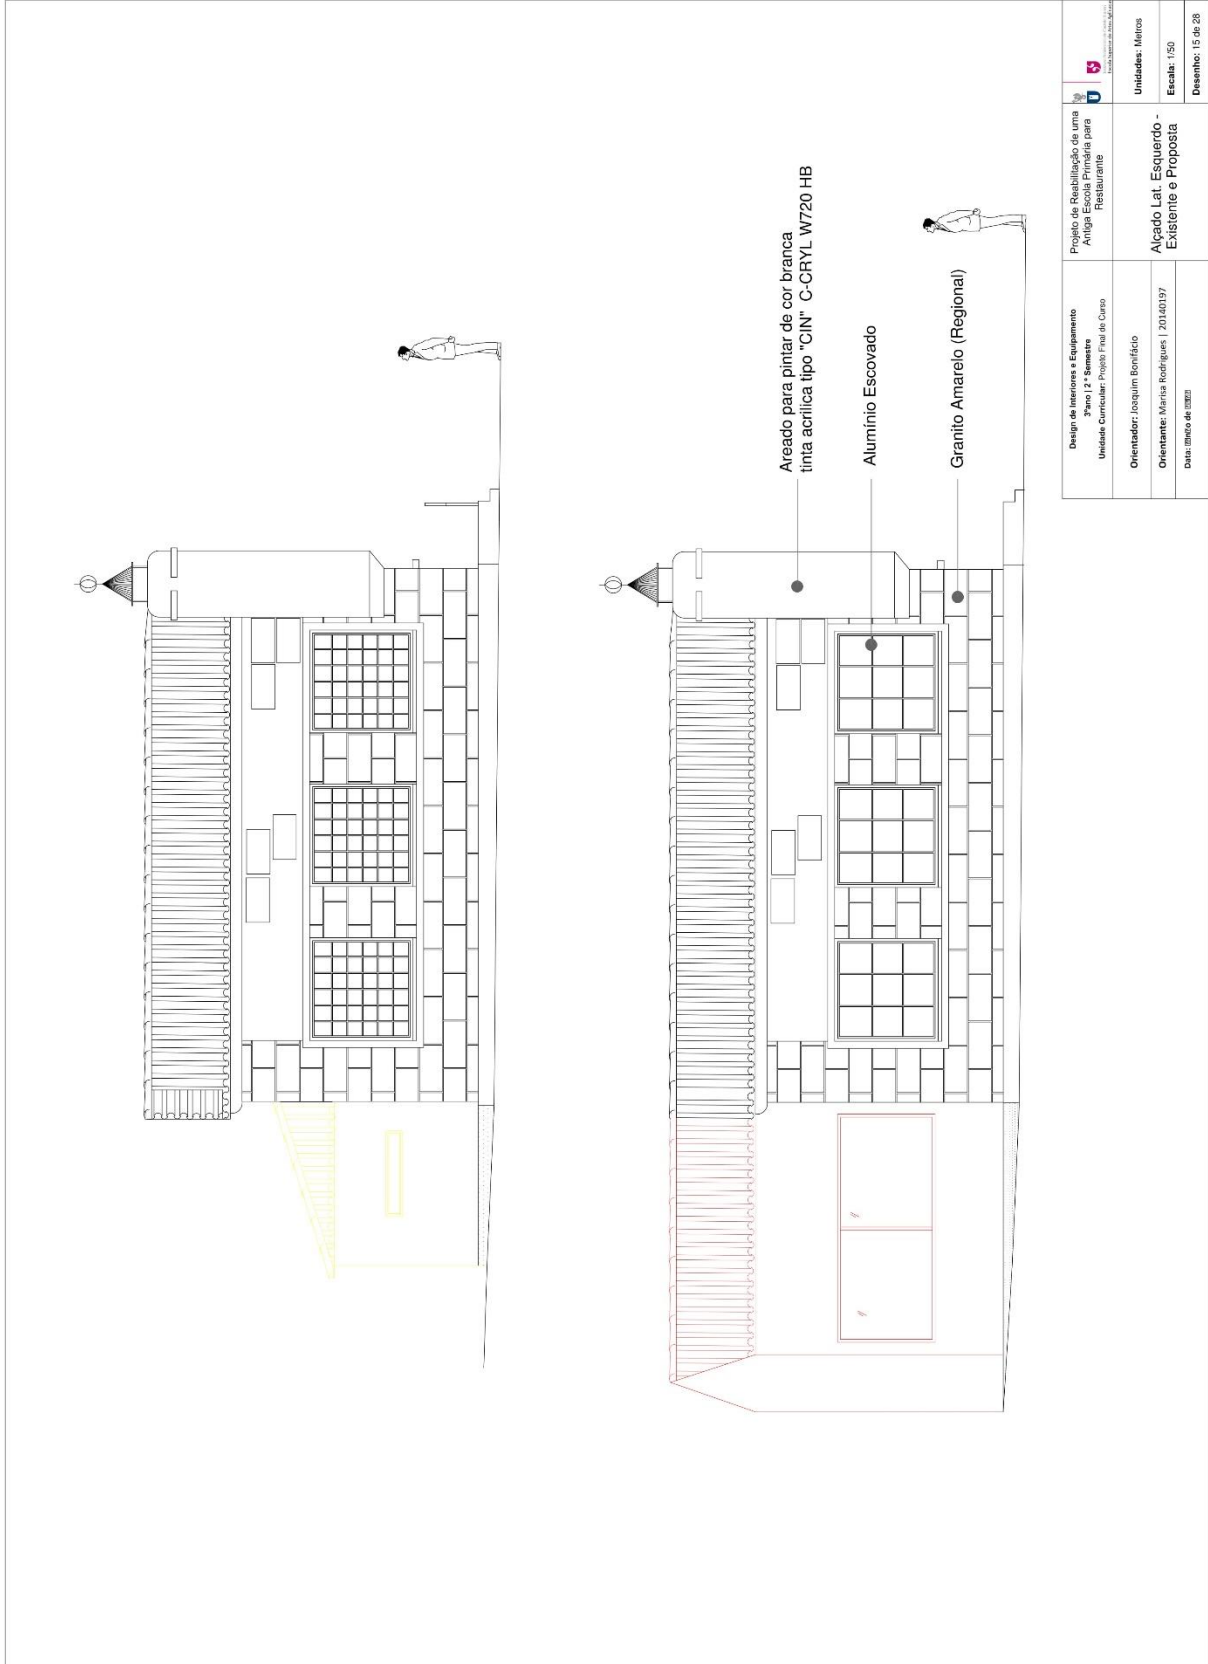 Areado para pintar de cor branca
tinta acrilica tipo "CIN" C-CRYL W720 HB
Alumínio Escovado
Granito Amarelo (Regional)
Design de Interiores e Equipamento
3ºano | 2 º Semestre
Unidade Curricular: Projeto Final de Curso
Projeto de Reabilitação de uma
Antiga Escola Primária para
Restaurante
Orientador: Joaquim Bonifácio
Orientante: Marisa Rodrigues | 20140197
Data:
Alçado Lat. Esquerdo -
Existente e Proposta
Unidades: Metros
Escala: 1/50
Desenho: 15 de 28